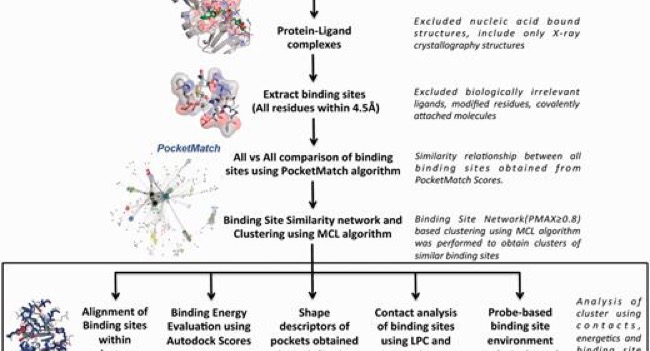 Protein-Ligand
complexes
Excluded nucleic acid bound
structures, include only X-ray
crystallography structures
Extract binding sites
(All residues within 4.5Å)
Excluded biologically irrelevant
ligands, modified residues, covalently
attached molecules
PocketMatch
All vs All comparison of binding
sites using PocketMatch algorithm
Similarity relationship between all
binding sites obtained from
PocketMatch Scores.
Binding Site Similarity network and
Clustering using MCL algorithm
Binding Site Network(PMAX≥0.8)
based clustering using MCL algorithm
was performed to obtain clusters of
similar binding sites
Alignment of
Binding sites
within
Binding Energy
Evaluation using
Autodock Scores
Shape
descriptors of
pockets obtained
Contact analysis
of binding sites
using LPC and
Probe-based
binding site
environment
Analysis of
cluster using
contacts,
energetics and
binding site